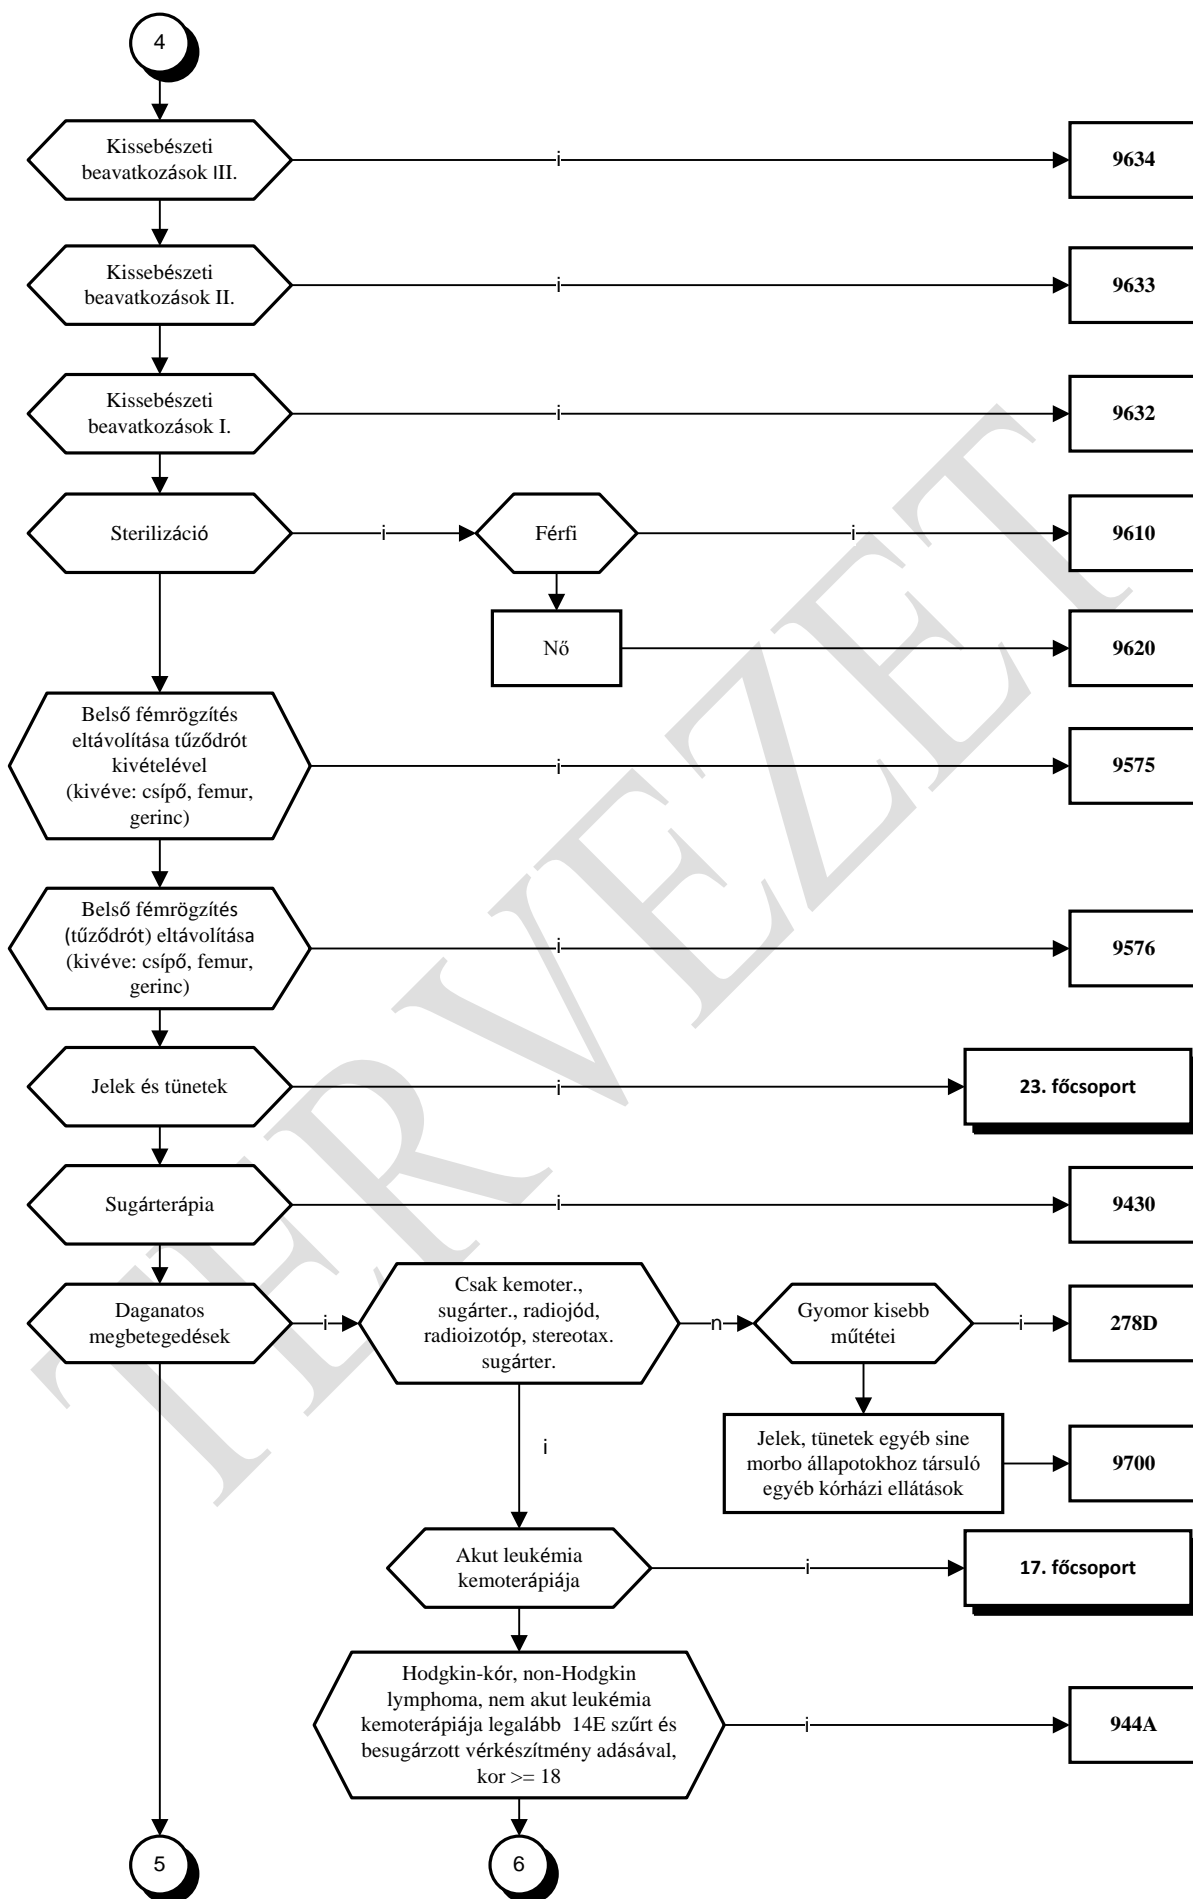 4
Kissebészeti
beavatkozások III.
i
9634
Kissebészeti
beavatkozások II.
i
9633
Kissebészeti
beavatkozások I.
i
9632
Sterilizáció
i
Férfi
i
9610
Nő
9620
Belső fémrögzítés
eltávolítása tűződrót
kivételével
(kivéve: csípő, femur,
gerinc)
i
9575
Belső fémrögzítés
(tűződrót) eltávolítása
(kivéve: csípő, femur,
gerinc)
i
9576
Jelek és tünetek
i
23. főcsoport
Sugárterápia
i
9430
Daganatos
megbetegedések
i
Csak kemoter.,
sugárter., radiojód,
radioizotóp, stereotax.
sugárter.
n
Gyomor kisebb
műtétei
i
278D
i
Jelek, tünetek egyéb sine
morbo állapotokhoz társuló
egyéb kórházi ellátások
9700
Akut leukémia
kemoterápiája
i
17. főcsoport
Hodgkin-kór, non-Hodgkin
lymphoma, nem akut leukémia
kemoterápiája legalább 14E szűrt és
besugárzott vérkészítmény adásával,
kor >= 18
i
944A
5
6
TERVEZET